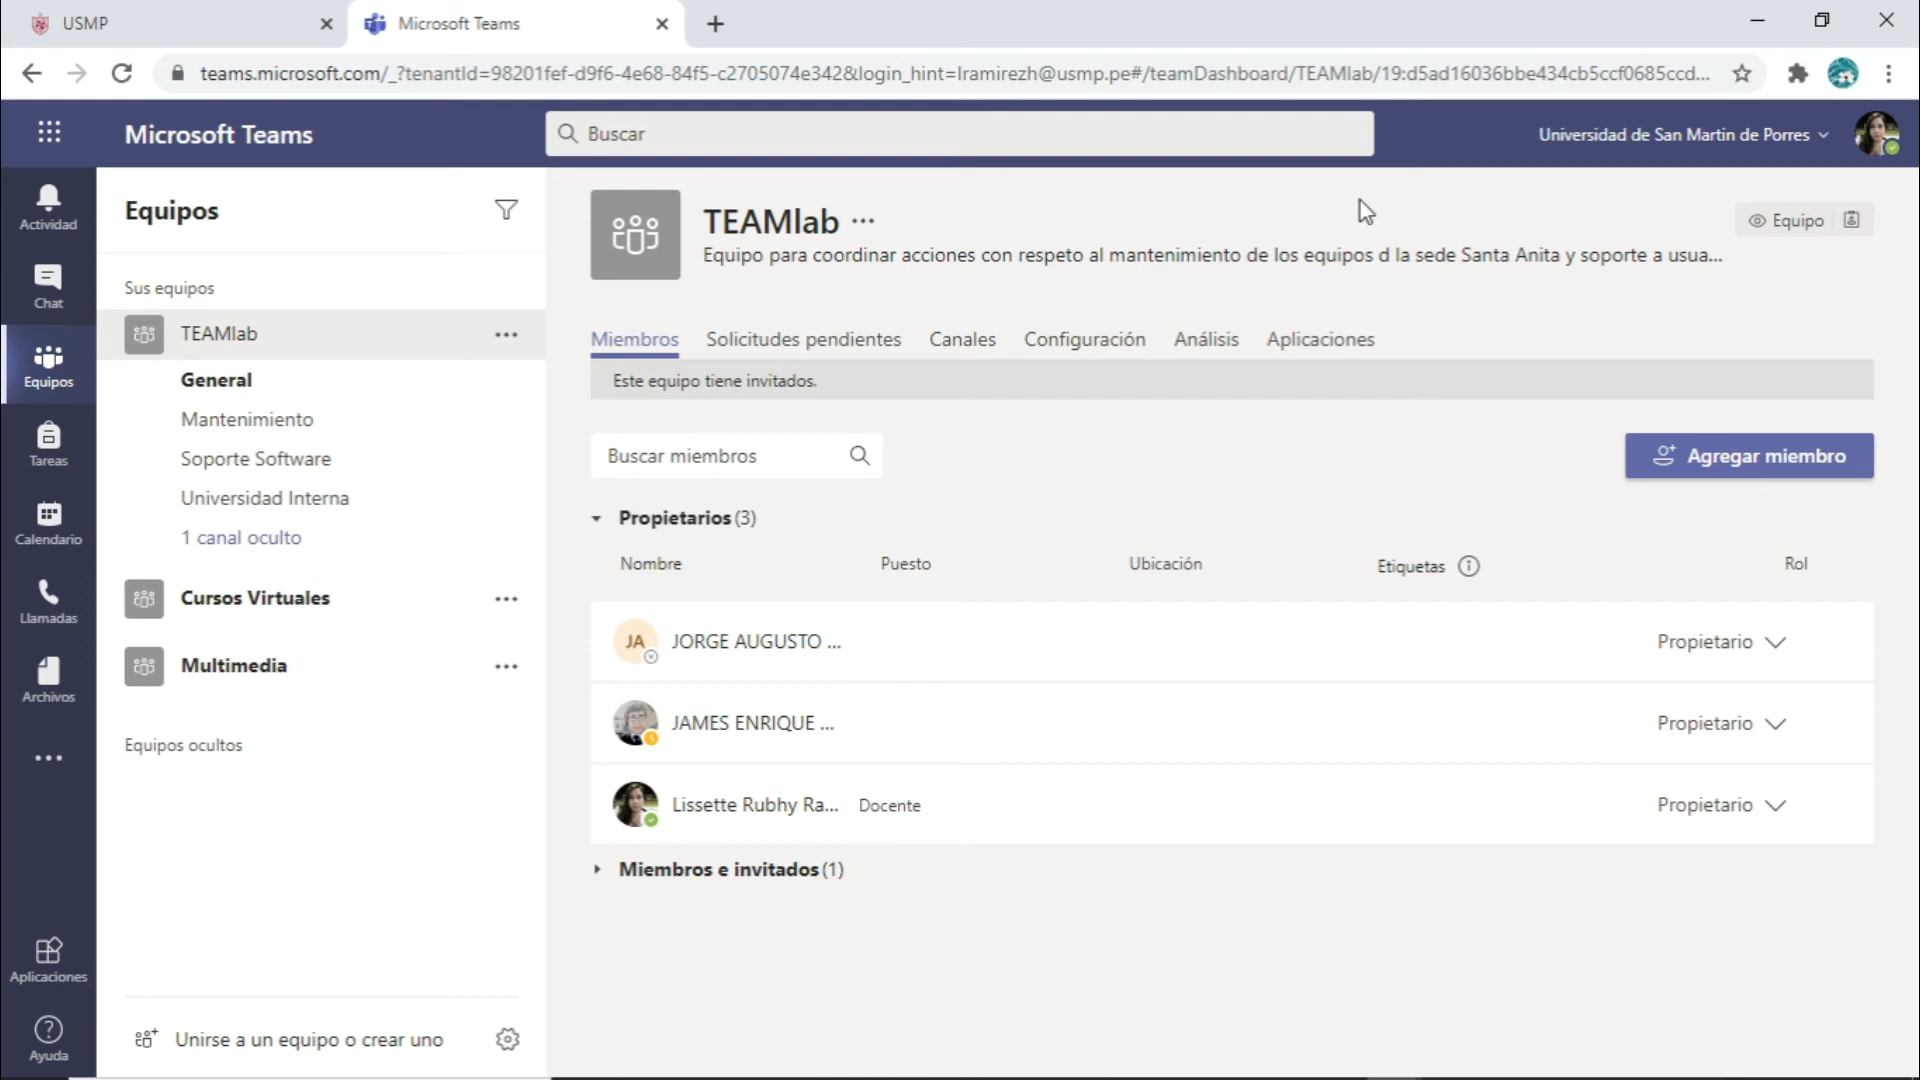 USMP
Microsoft Teams
teams.microsoft.com/_?tenantId=98201fef-d9f6-4e68-84f5-c2705074e342&login_hint=lramirezh@usmp.pe#/teamDashboard/TEAMlab/19:d5ad16036bbe434cb5ccf0685ccd...
Microsoft Teams
Buscar
Universidad de San Martin de Porres
Actividad
Chat
Equipos
Tareas
Calendario
Llamadas
Archivos
Aplicaciones
Ayuda
Equipos
Sus equipos
TEAMlab
General
Mantenimiento
Soporte Software
Universidad Interna
1 canal oculto
Cursos Virtuales
Multimedia
Equipos ocultos
Unirse a un equipo o crear uno
TEAMlab
Equipo
Equipo para coordinar acciones con respeto al mantenimiento de los equipos d la sede Santa Anita y soporte a usua...
Miembros Solicitudes pendientes Canales Configuración Análisis Aplicaciones
Este equipo tiene invitados.
Buscar miembros
Agregar miembro
Propietarios (3)
Nombre Puesto Ubicación Etiquetas Rol
JA JORGE AUGUSTO ... Propietario
JAMES ENRIQUE ... Propietario
Lissette Rubhy Ra... Docente Propietario
Miembros e invitados (1)